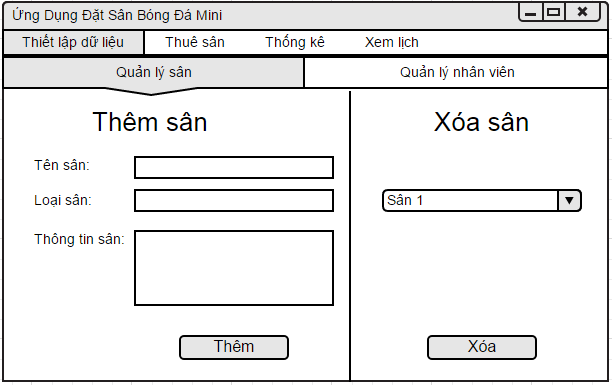 Ứng Dụng Đặt Sân Bóng Đá Mini
Thiết lập dữ liệu Thuê sân Thống kê Xem lịch
Quản lý sân Quản lý nhân viên
Thêm sân
Tên sân:
Loại sân:
Thông tin sân:
Thêm
Xóa sân
Sân 1
Xóa